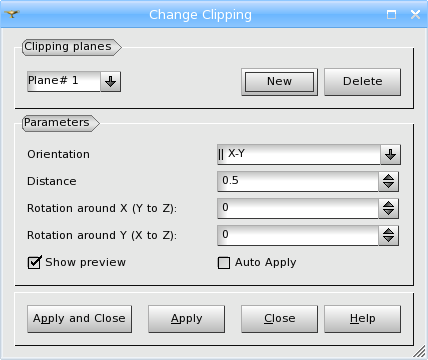 Change Clipping
Clipping planes
Plane# 1
New
Delete
Parameters
Orientation
|| X-Y
Distance
0.5
Rotation around X (Y to Z):
0
Rotation around Y (X to Z):
0
Show preview
Auto Apply
Apply and Close
Apply
Close
Help